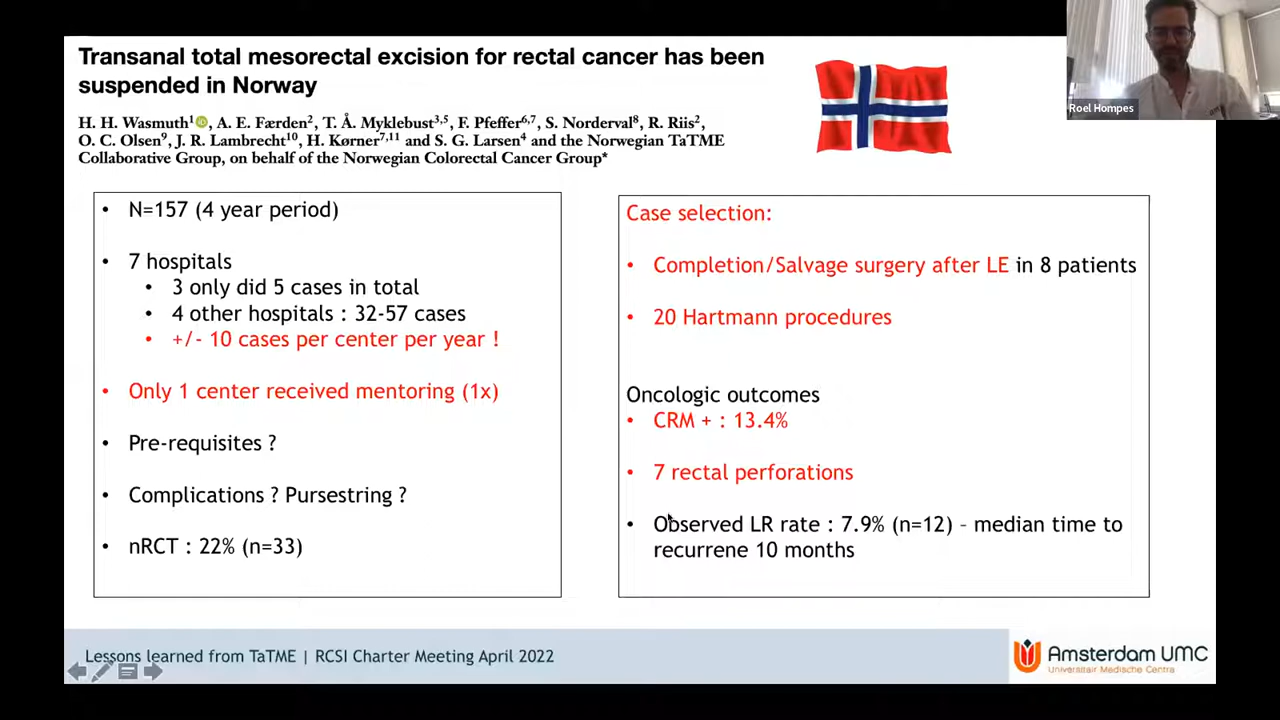 Transanal total mesorectal excision for rectal cancer has been
suspended in Norway
H. H. Wasmuth¹ iD, A. E. Færden², T. Å. Myklebust³,⁵, F. Pfeffer⁶,⁷, S. Norderval⁸, R. Riis²,
O. C. Olsen⁹, J. R. Lambrecht¹⁰, H. Kørner⁷,¹¹ and S. G. Larsen⁴ and the Norwegian TaTME
Collaborative Group, on behalf of the Norwegian Colorectal Cancer Group*
Roel Hompes
• N=157 (4 year period)
• 7 hospitals
• 3 only did 5 cases in total
• 4 other hospitals : 32-57 cases
• +/- 10 cases per center per year !
• Only 1 center received mentoring (1x)
• Pre-requisites ?
• Complications ? Pursestring ?
• nRCT : 22% (n=33)
Case selection:
• Completion/Salvage surgery after LE in 8 patients
• 20 Hartmann procedures
Oncologic outcomes
• CRM + : 13.4%
• 7 rectal perforations
• Observed LR rate : 7.9% (n=12) – median time to
recurrene 10 months
Lessons learned from TaTME | RCSI Charter Meeting April 2022
Amsterdam UMC
Universitair Medische Centra